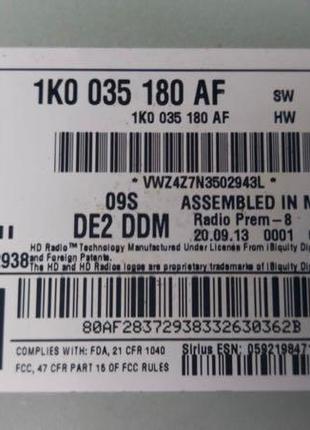 1K0 035 180 AF SW
1K0 035 180 AF HW
* VWZ4Z7N3502943L *
09S ASSEMBLED IN M
DE2 DDM Radio Prem-8
20.09.13 0001
HD Radio™ Technology Manufactured Under License From iBiquity Di
and Foreign Patents.
2938 The HD and HD Radio logos are proprietary trademarks of iBiquity Di
80AF28372938332630362B
COMPLIES WITH: FDA, 21 CFR 1040 Sirius ESN: 0592198471
FCC, 47 CFR PART 15 OF FCC RULES